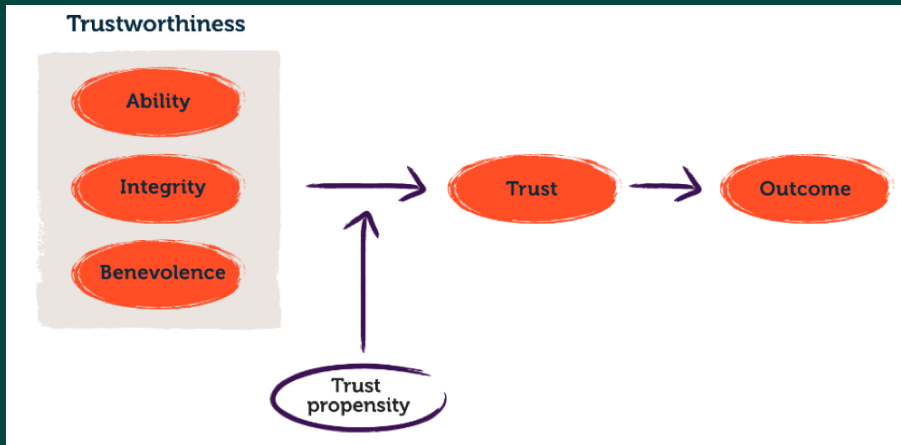 Trustworthiness
Ability
Integrity
Benevolence
Trust
Outcome
Trust
propensity